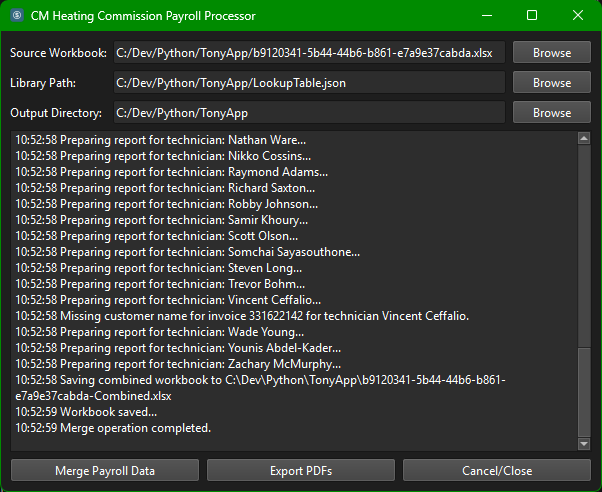 CM Heating Commission Payroll Processor
Source Workbook: C:/Dev/Python/TonyApp/b9120341-5b44-44b6-b861-e7a9e37cabda.xlsx Browse
Library Path: C:/Dev/Python/TonyApp/LookupTable.json Browse
Output Directory: C:/Dev/Python/TonyApp Browse
10:52:58 Preparing report for technician: Nathan Ware...
10:52:58 Preparing report for technician: Nikko Cossins...
10:52:58 Preparing report for technician: Raymond Adams...
10:52:58 Preparing report for technician: Richard Saxton...
10:52:58 Preparing report for technician: Robby Johnson...
10:52:58 Preparing report for technician: Samir Khoury...
10:52:58 Preparing report for technician: Scott Olson...
10:52:58 Preparing report for technician: Somchai Sayasouthone...
10:52:58 Preparing report for technician: Steven Long...
10:52:58 Preparing report for technician: Trevor Bohm...
10:52:58 Preparing report for technician: Vincent Ceffalio...
10:52:58 Missing customer name for invoice 331622142 for technician Vincent Ceffalio.
10:52:58 Preparing report for technician: Wade Young...
10:52:58 Preparing report for technician: Younis Abdel-Kader...
10:52:58 Preparing report for technician: Zachary McMurphy...
10:52:58 Saving combined workbook to C:\Dev\Python\TonyApp\b9120341-5b44-44b6-b861-
e7a9e37cabda-Combined.xlsx
10:52:59 Workbook saved...
10:52:59 Merge operation completed.
Merge Payroll Data Export PDFs Cancel/Close